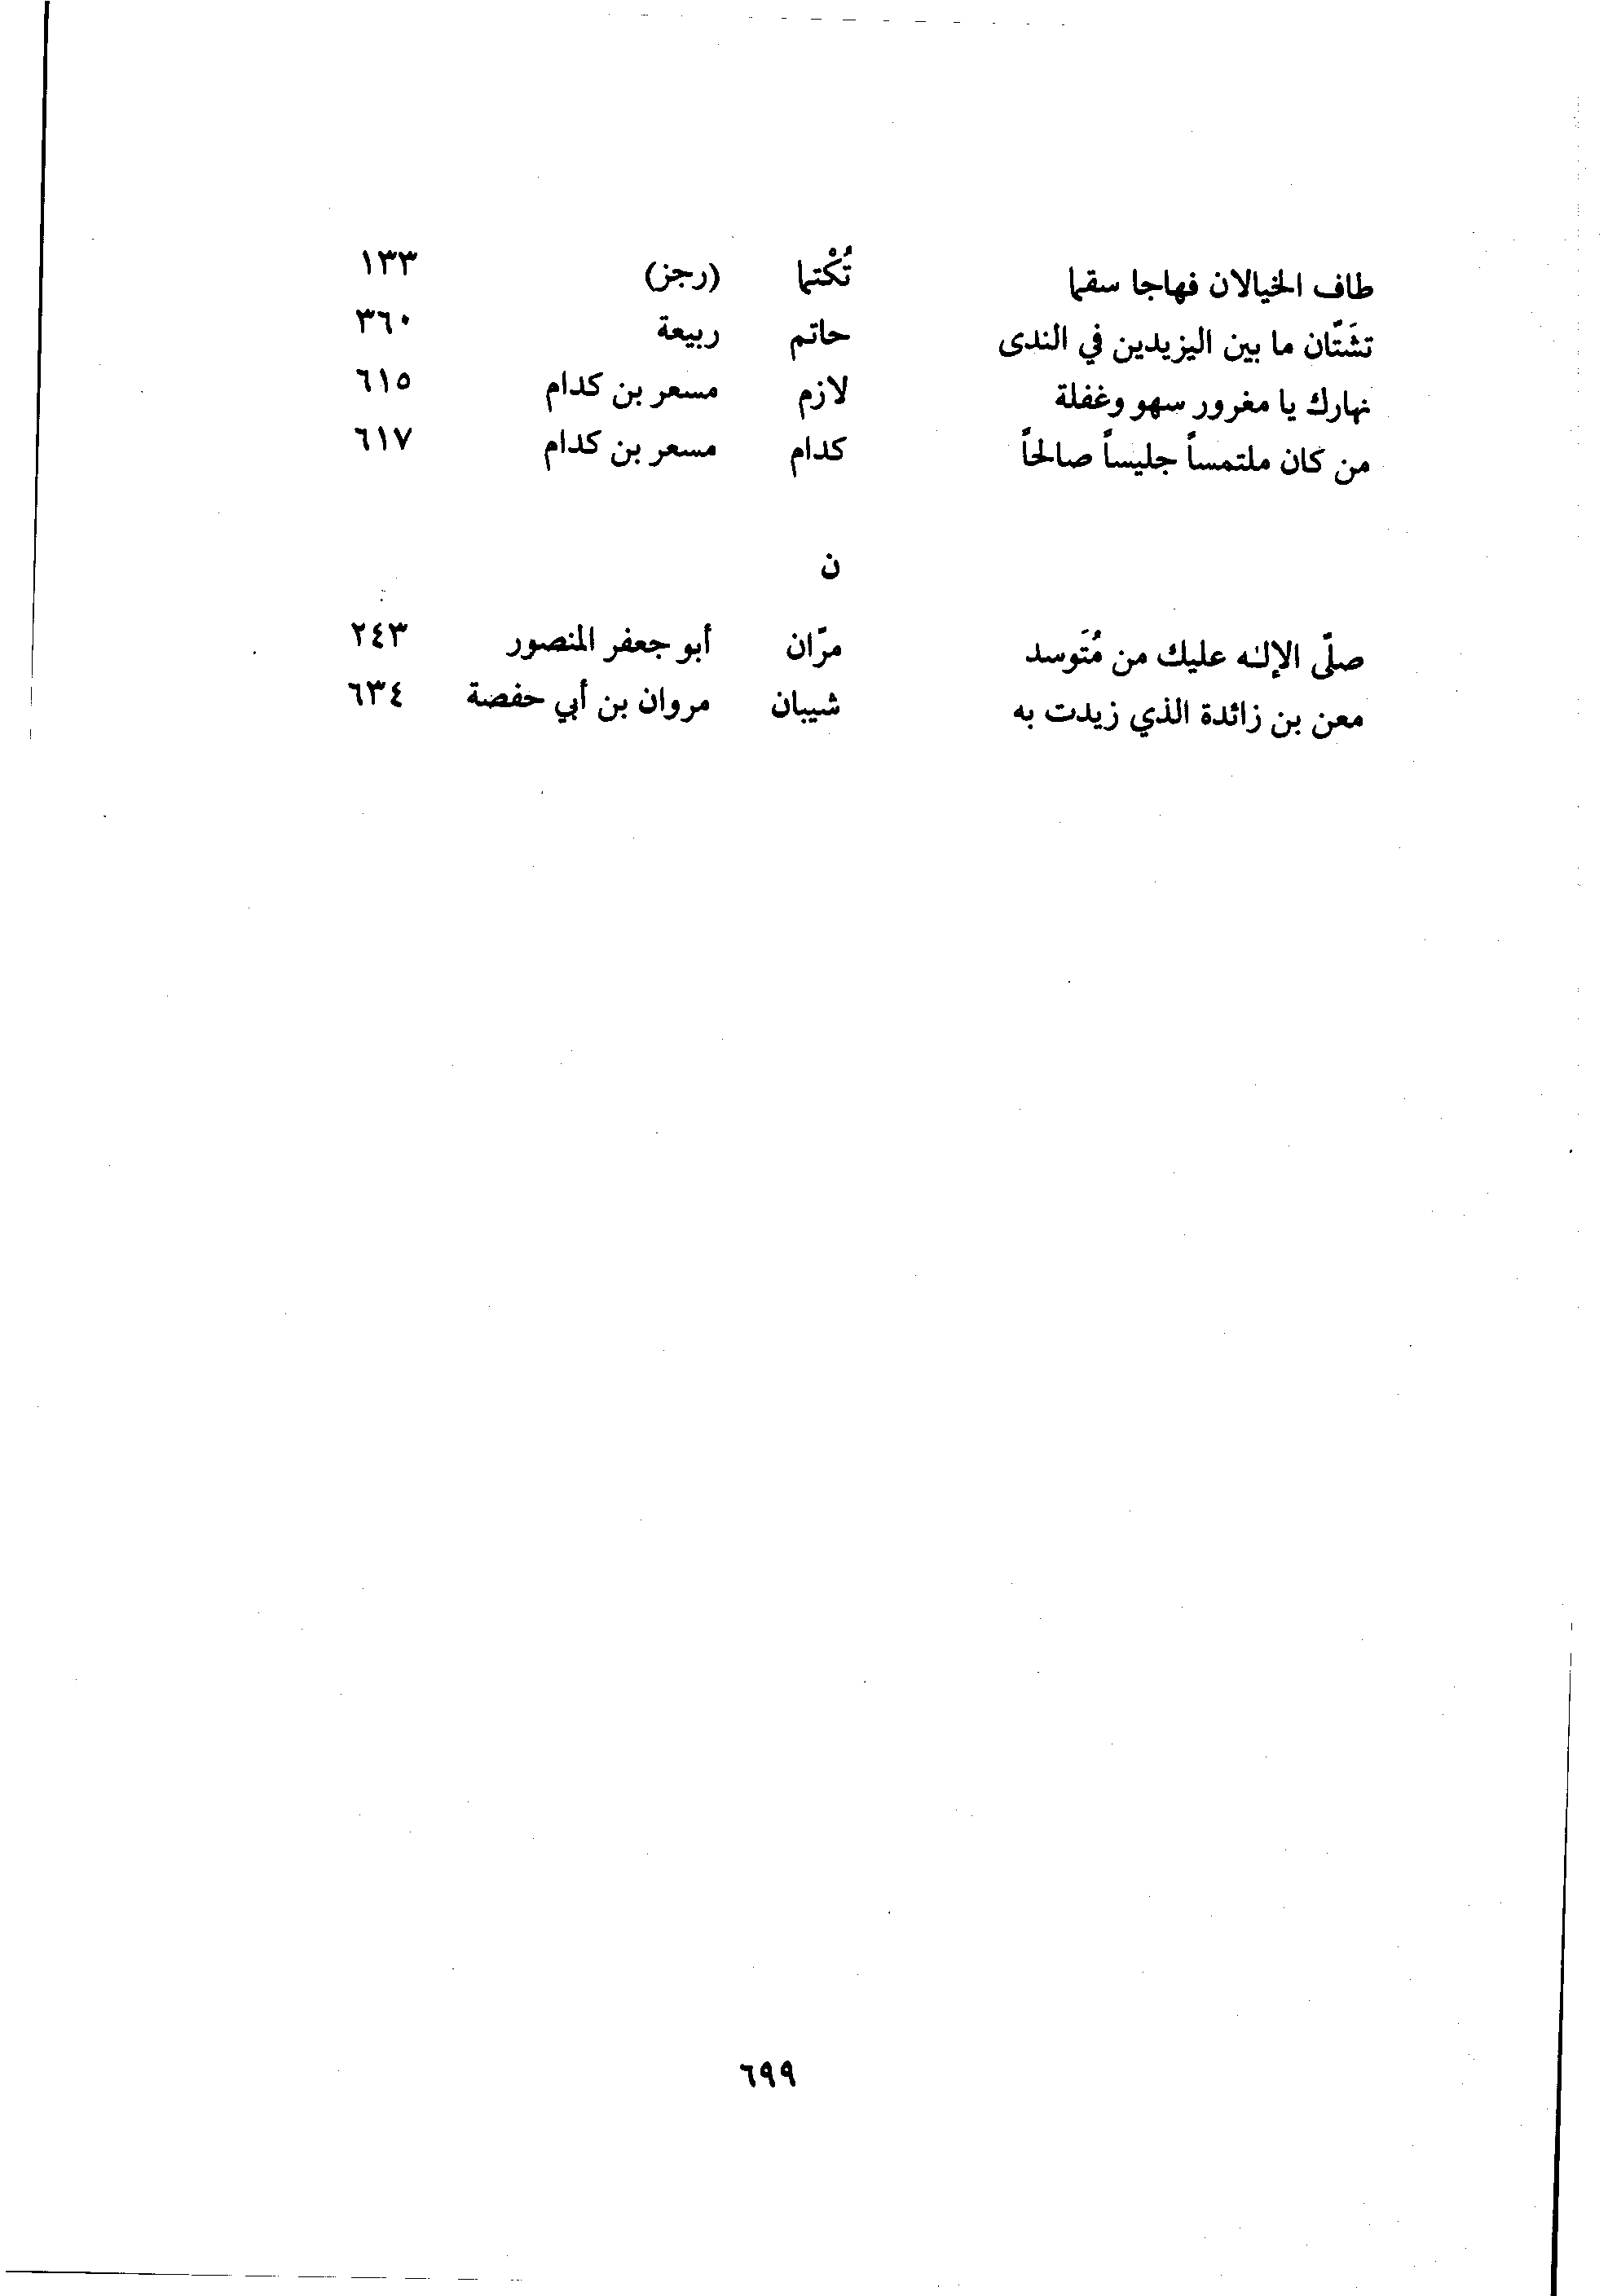 طاف الخيالان فهاجا سقما تُكْتما (رجز) ١٣٣
تشَتّان ما بين اليزيدين في الندى حاتم ربيعة ٣٦٠
نهارك يا مغرور سهو وغفلة لازم مسعر بن كدام ٦١٥
من كان ملتمساً جليساً صالحاً كدام مسعر بن كدام ٦١٧
ن
صلّى الإلٰه عليك من مُتَوسد مرّان أبو جعفر المنصور ٢٤٣
معن بن زائدة الذي زيدت به شيبان مروان بن أبي حفصة ٦٣٤
٦٩٩